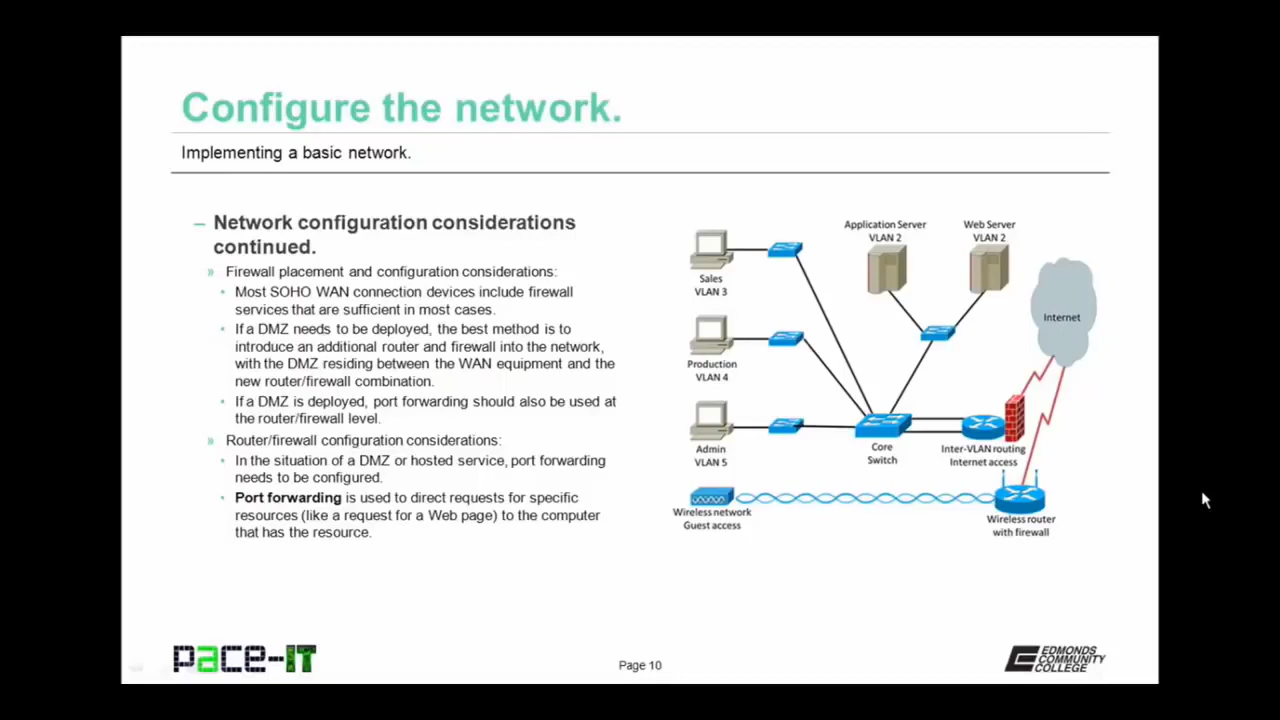 Configure the network.
Implementing a basic network.
– Network configuration considerations
continued.
» Firewall placement and configuration considerations:
• Most SOHO WAN connection devices include firewall
services that are sufficient in most cases.
• If a DMZ needs to be deployed, the best method is to
introduce an additional router and firewall into the network,
with the DMZ residing between the WAN equipment and the
new router/firewall combination.
• If a DMZ is deployed, port forwarding should also be used at
the router/firewall level.
» Router/firewall configuration considerations:
• In the situation of a DMZ or hosted service, port forwarding
needs to be configured.
• Port forwarding is used to direct requests for specific
resources (like a request for a Web page) to the computer
that has the resource.
Application Server
VLAN 2
Web Server
VLAN 2
Sales
VLAN 3
Internet
Production
VLAN 4
Admin
VLAN 5
Core
Switch
Inter-VLAN routing
Internet access
Wireless network
Guest access
Wireless router
with firewall
pace-IT
Page 10
EDMONDS
COMMUNITY
COLLEGE